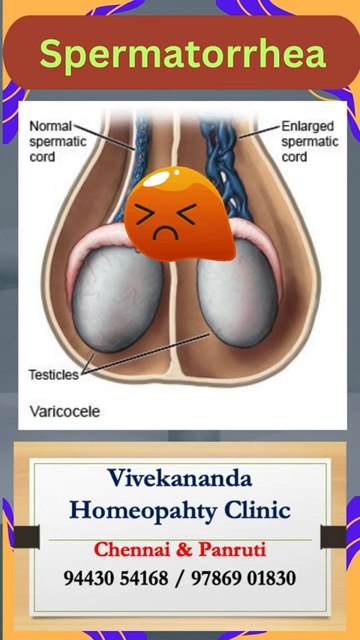 Spermatorrhea
Normal
spermatic
cord
Enlarged
spermatic
cord
Testicles
Varicocele
Vivekananda
Homeopahty Clinic
Chennai & Panruti
94430 54168 / 97869 01830